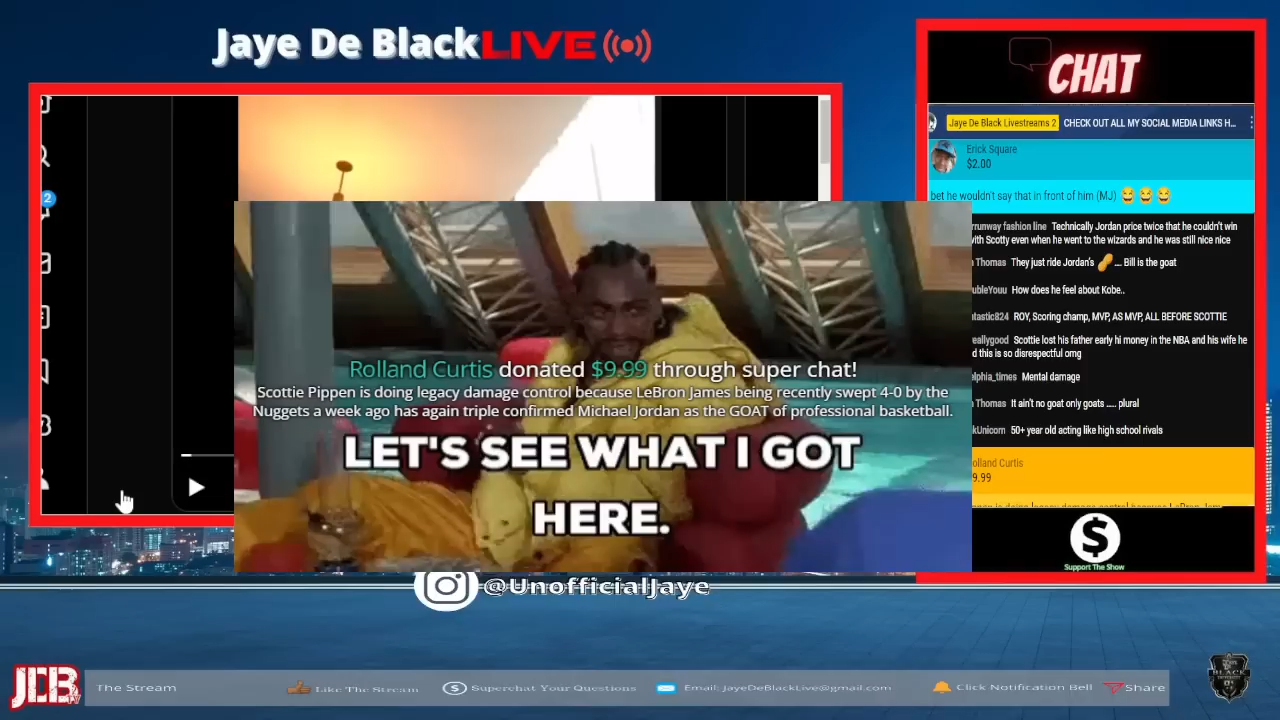 Jaye De BlackLIVE
CHAT
Jaye De Black Livestreams 2 CHECK OUT ALL MY SOCIAL MEDIA LINKS H...
Erick Square
$2.00
bet he wouldn't say that in front of him (MJ) 😂 😂 😂
Technically Jordan price twice that he couldn't win
with Scotty even when he went to the wizards and he was still nice nice
Thomas They just ride Jordan's 🥜 .... Bill is the goat
How does he feel about Kobe..
ROY, Scoring champ, MVP, AS MVP, ALL BEFORE SCOTTIE
Scottie lost his father early hi money in the NBA and his wife he
d this is so disrespectful omg
Mental damage
Thomas It ain't no goat only goats ..... plural
50+ year old acting like high school rivals
olland Curtis
9.99
2
Rolland Curtis donated $9.99 through super chat!
Scottie Pippen is doing legacy damage control because LeBron James being recently swept 4-0 by the
Nuggets a week ago has again triple confirmed Michael Jordan as the GOAT of professional basketball.
LET'S SEE WHAT I GOT
HERE.
$
Support The Show
@UnofficialJaye
JDB TV
The Stream
Like The Stream
Superchat Your Questions
Email: JayeDeBlackLive@gmail.com
Click Notification Bell
Share